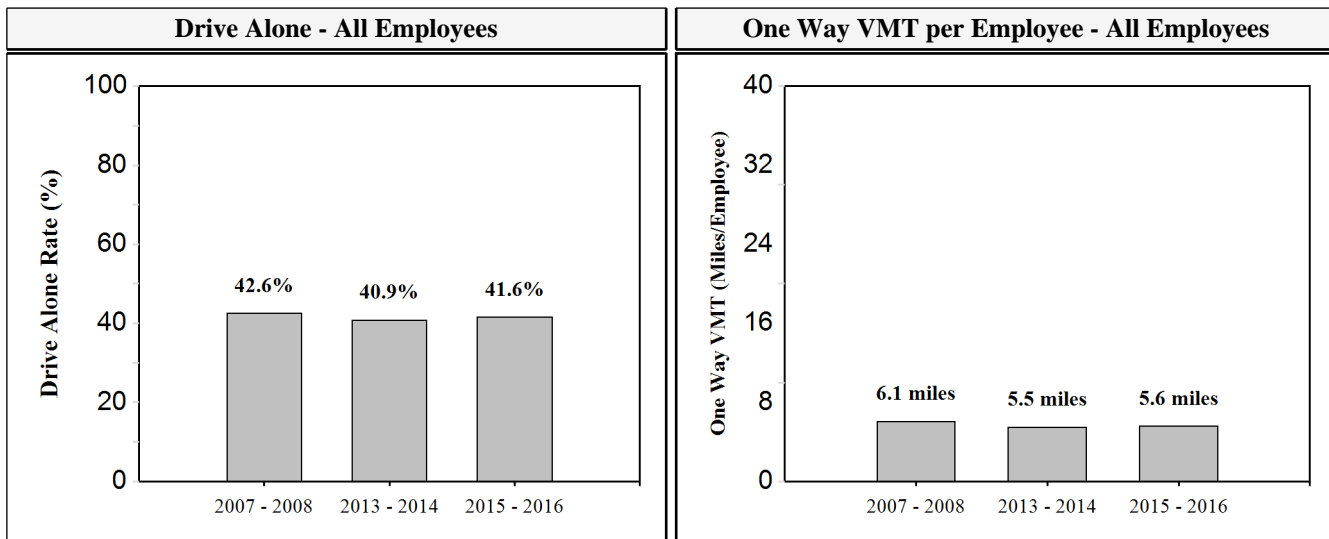 Drive Alone - All Employees
One Way VMT per Employee - All Employees
Drive Alone Rate (%)
100
80
60
40
20
0
42.6%
40.9%
41.6%
2007 - 2008
2013 - 2014
2015 - 2016
One Way VMT (Miles/Employee)
40
32
24
16
8
0
6.1 miles
5.5 miles
5.6 miles
2007 - 2008
2013 - 2014
2015 - 2016